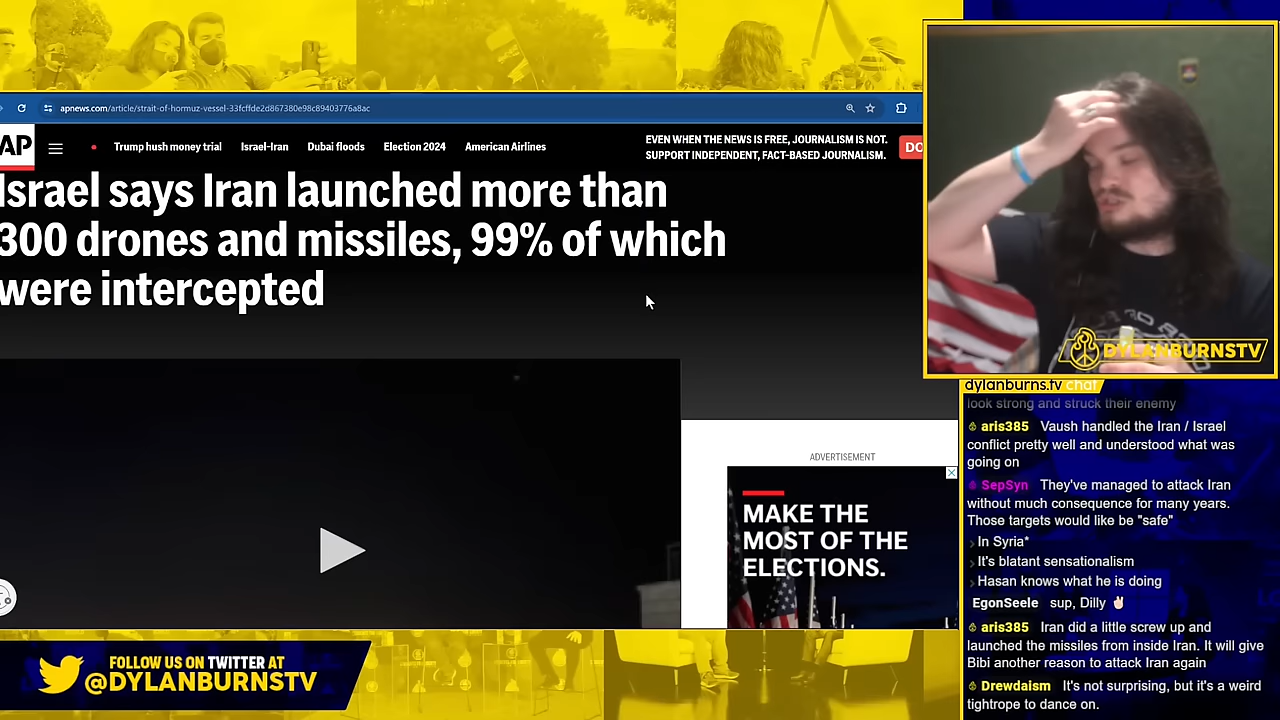 apnews.com/article/strait-of-hormuz-vessel-33fcffde2d867380e98c89403776a8ac
AP
Trump hush money trial
Israel-Iran
Dubai floods
Election 2024
American Airlines
EVEN WHEN THE NEWS IS FREE, JOURNALISM IS NOT.
SUPPORT INDEPENDENT, FACT-BASED JOURNALISM.
DO
Israel says Iran launched more than
300 drones and missiles, 99% of which
were intercepted
ADVERTISEMENT
MAKE THE
MOST OF THE
ELECTIONS.
DYLANBURNSTV
dylanburns.tv chat
look strong and struck their enemy
aris385 Vaush handled the Iran / Israel
conflict pretty well and understood what was
going on
SepSyn They've managed to attack Iran
without much consequence for many years.
Those targets would like be "safe"
In Syria*
It's blatant sensationalism
Hasan knows what he is doing
EgonSeele sup, Dilly ✌🏻
aris385 Iran did a little screw up and
launched the missiles from inside Iran. It will give
Bibi another reason to attack Iran again
Drewdaism It's not surprising, but it's a weird
tightrope to dance on.
FOLLOW US ON TWITTER AT
@DYLANBURNSTV